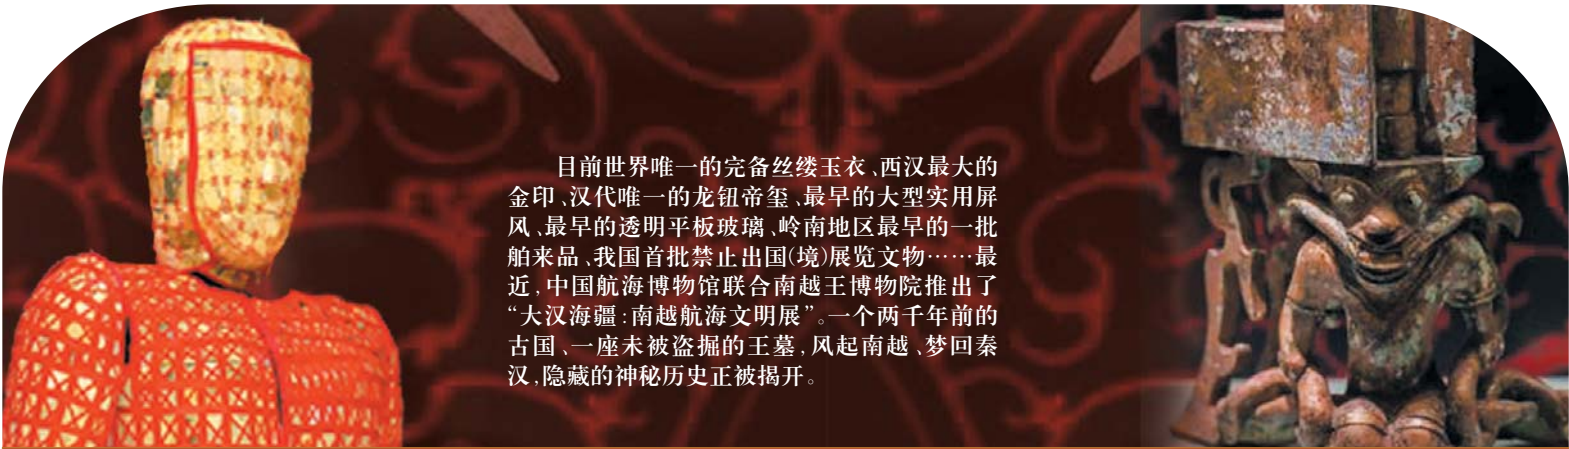 目前世界唯一的完备丝缕玉衣、西汉最大的
金印、汉代唯一的龙钮帝玺、最早的大型实用屏
风、最早的透明平板玻璃、岭南地区最早的一批
舶来品、我国首批禁止出国(境)展览文物……最
近,中国航海博物馆联合南越王博物院推出了
“大汉海疆:南越航海文明展”。一个两千年前的
古国、一座未被盗掘的王墓,风起南越、梦回秦
汉,隐藏的神秘历史正被揭开。